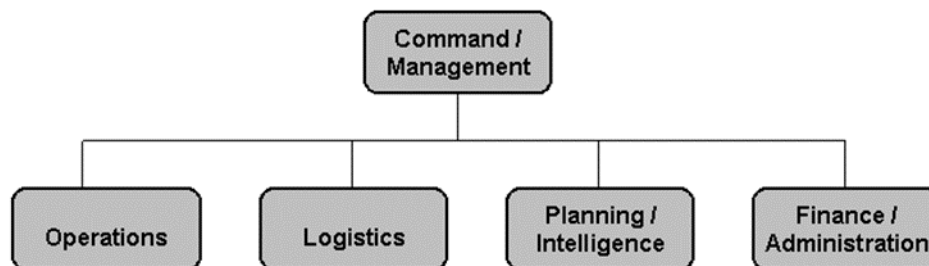 Command /
Management
Operations
Logistics
Planning /
Intelligence
Finance /
Administration